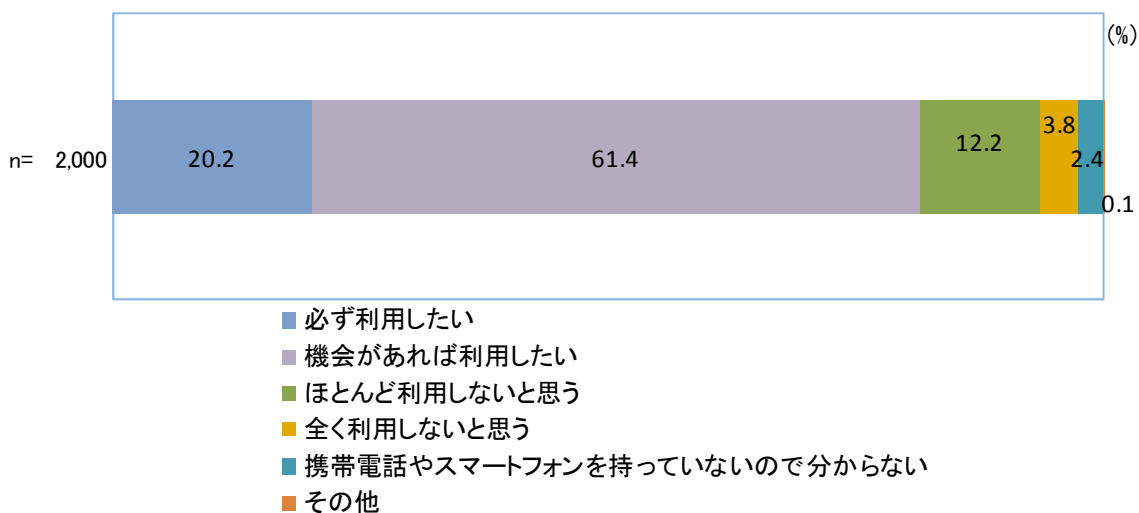 (%)
n= 2,000 20.2 61.4 12.2 3.8 2.4 0.1
必ず利用したい
機会があれば利用したい
ほとんど利用しないと思う
全く利用しないと思う
携帯電話やスマートフォンを持っていないので分からない
その他